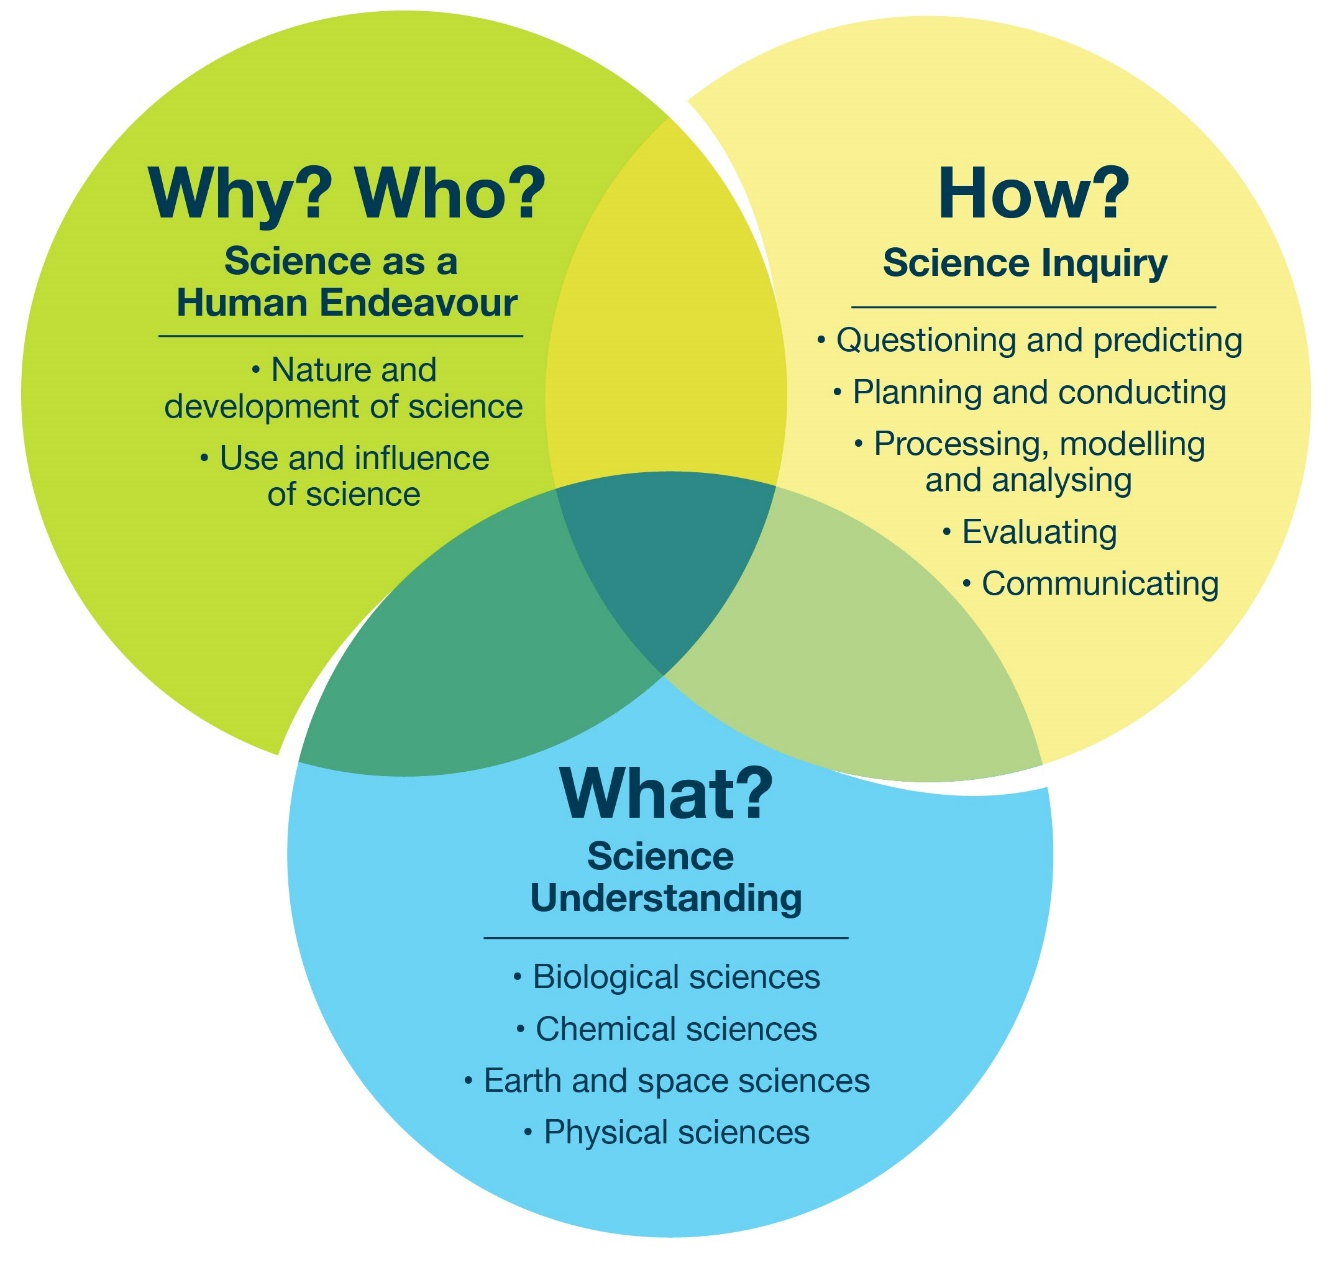 Why? Who?
Science as a
Human Endeavour
• Nature and
development of science
• Use and influence
of science
How?
Science Inquiry
• Questioning and predicting
• Planning and conducting
• Processing, modelling
and analysing
• Evaluating
• Communicating
What?
Science
Understanding
• Biological sciences
• Chemical sciences
• Earth and space sciences
• Physical sciences